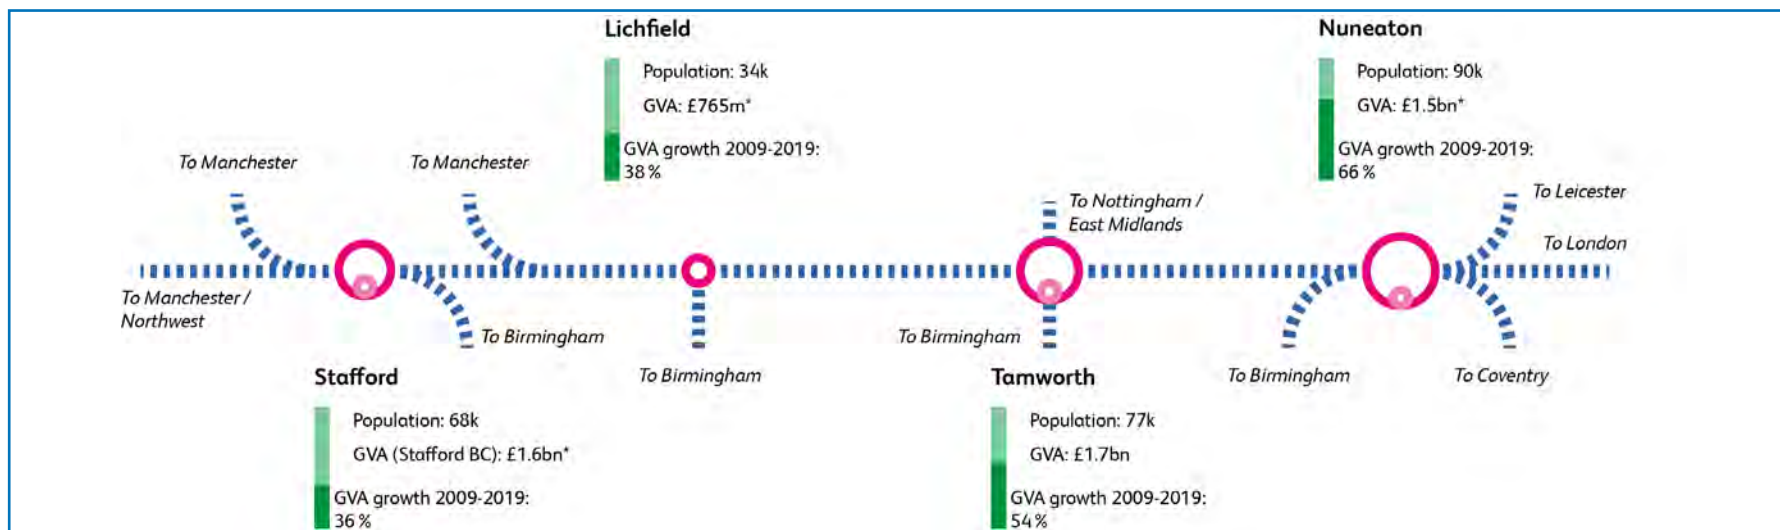 Lichfield
Population: 34k
GVA: £765m*
GVA growth 2009-2019:
38%
Nuneaton
Population: 90k
GVA: £1.5bn*
GVA growth 2009-2019:
66%
To Manchester
To Manchester
To Nottingham /
East Midlands
To Leicester
To London
To Manchester /
Northwest
To Birmingham
To Birmingham
To Birmingham
To Birmingham
To Coventry
Stafford
Population: 68k
GVA (Stafford BC): £1.6bn*
GVA growth 2009-2019:
36%
Tamworth
Population: 77k
GVA: £1.7bn
GVA growth 2009-2019:
54%